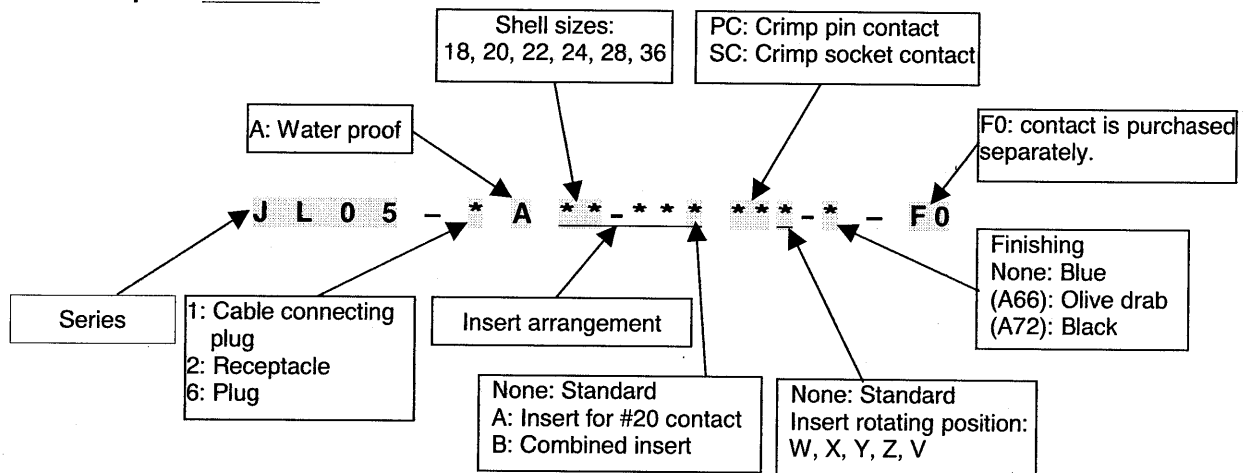 Shell sizes:
18, 20, 22, 24, 28, 36
PC: Crimp pin contact
SC: Crimp socket contact
A: Water proof
F0: contact is purchased
separately.
J L 0 5 – * A * * - * * * * * * - * – F 0
Series
1: Cable connecting
plug
2: Receptacle
6: Plug
Insert arrangement
Finishing
None: Blue
(A66): Olive drab
(A72): Black
None: Standard
A: Insert for #20 contact
B: Combined insert
None: Standard
Insert rotating position:
W, X, Y, Z, V